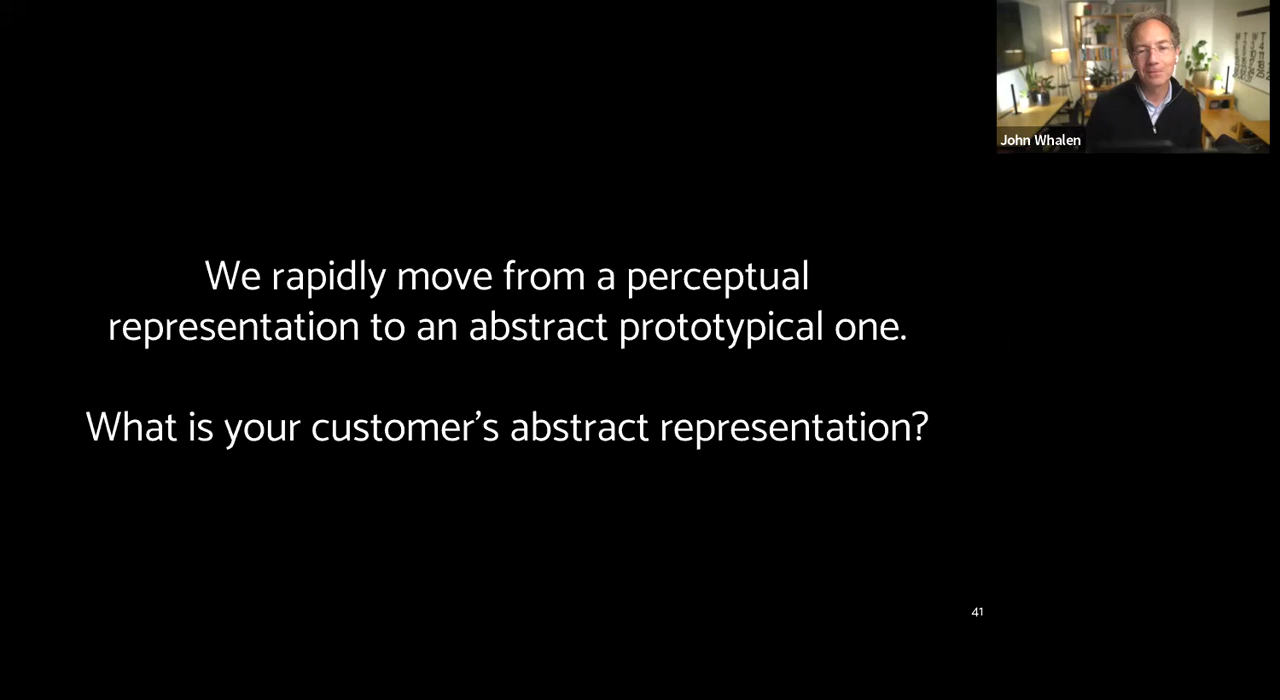 John Whalen
We rapidly move from a perceptual
representation to an abstract prototypical one.
What is your customer’s abstract representation?
41